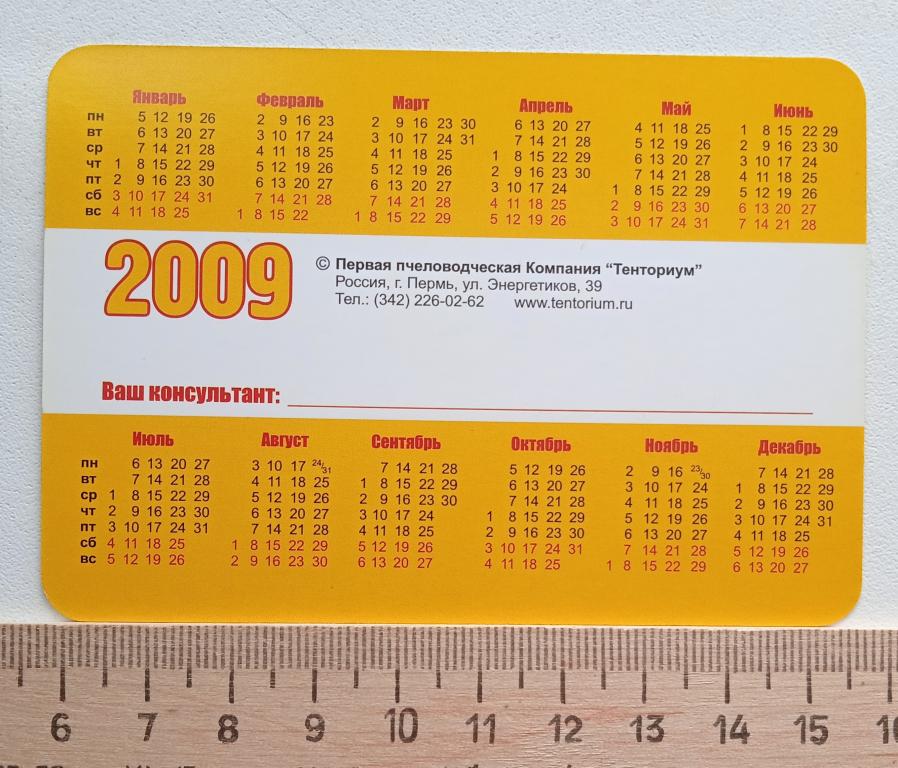 Январь Февраль Март Апрель Май Июнь
пн 5 12 19 26 2 9 16 23 2 9 16 23 30 6 13 20 27 4 11 18 25 1 8 15 22 29
вт 6 13 20 27 3 10 17 24 3 10 17 24 31 7 14 21 28 5 12 19 26 2 9 16 23 30
ср 7 14 21 28 4 11 18 25 4 11 18 25 1 8 15 22 29 6 13 20 27 3 10 17 24
чт 1 8 15 22 29 5 12 19 26 5 12 19 26 2 9 16 23 30 7 14 21 28 4 11 18 25
пт 2 9 16 23 30 6 13 20 27 6 13 20 27 3 10 17 24 1 8 15 22 29 5 12 19 26
сб 3 10 17 24 31 7 14 21 28 7 14 21 28 4 11 18 25 2 9 16 23 30 6 13 20 27
вс 4 11 18 25 1 8 15 22 1 8 15 22 29 5 12 19 26 3 10 17 24 31 7 14 21 28
2009
© Первая пчеловодческая Компания “Тенториум”
Россия, г. Пермь, ул. Энергетиков, 39
Тел.: (342) 226-02-62 www.tentorium.ru
Ваш консультант:
Июль Август Сентябрь Октябрь Ноябрь Декабрь
пн 6 13 20 27 3 10 17 24/31 7 14 21 28 5 12 19 26 2 9 16 23/30 7 14 21 28
вт 7 14 21 28 4 11 18 25 1 8 15 22 29 6 13 20 27 3 10 17 24 1 8 15 22 29
ср 1 8 15 22 29 5 12 19 26 2 9 16 23 30 7 14 21 28 4 11 18 25 2 9 16 23 30
чт 2 9 16 23 30 6 13 20 27 3 10 17 24 1 8 15 22 29 5 12 19 26 3 10 17 24 31
пт 3 10 17 24 31 7 14 21 28 4 11 18 25 2 9 16 23 30 6 13 20 27 4 11 18 25
сб 4 11 18 25 1 8 15 22 29 5 12 19 26 3 10 17 24 31 7 14 21 28 5 12 19 26
вс 5 12 19 26 2 9 16 23 30 6 13 20 27 4 11 18 25 1 8 15 22 29 6 13 20 27
6 7 8 9 10 11 12 13 14 15